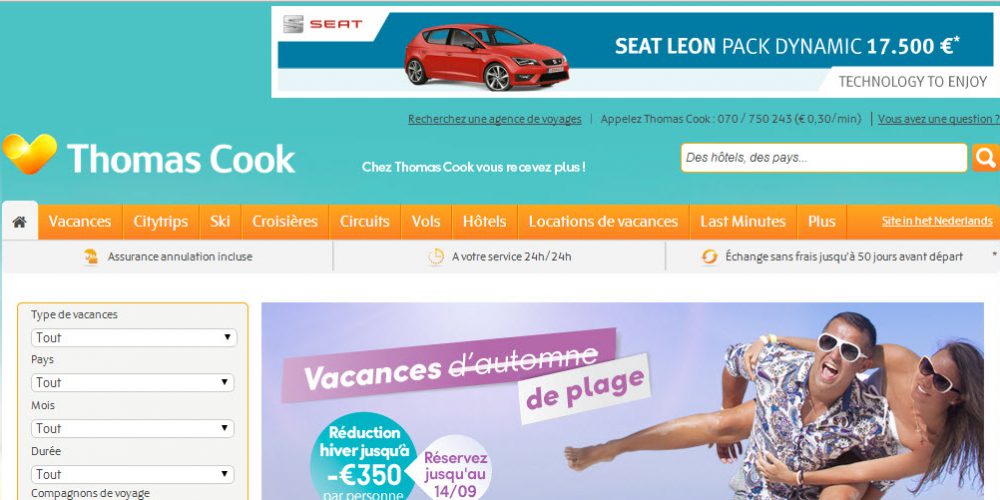 SEAT
SEAT LEON PACK DYNAMIC 17.500 €*
TECHNOLOGY TO ENJOY
Recherchez une agence de voyages | Appelez Thomas Cook : 070 / 750 243 (€ 0,30/min) | Vous avez une question ?
Thomas Cook
Chez Thomas Cook vous recevez plus !
Des hôtels, des pays...
Vacances Citytrips Ski Croisières Circuits Vols Hôtels Locations de vacances Last Minutes Plus Site in het Nederlands
Assurance annulation incluse A votre service 24h/24h Échange sans frais jusqu'à 50 jours avant départ *
Type de vacances
Tout
Pays
Tout
Mois
Tout
Durée
Tout
Compagnons de voyage
Vacances d'automne
de plage
Réduction
hiver jusqu'à
-€350
par personne
Réservez
jusqu'au
14/09